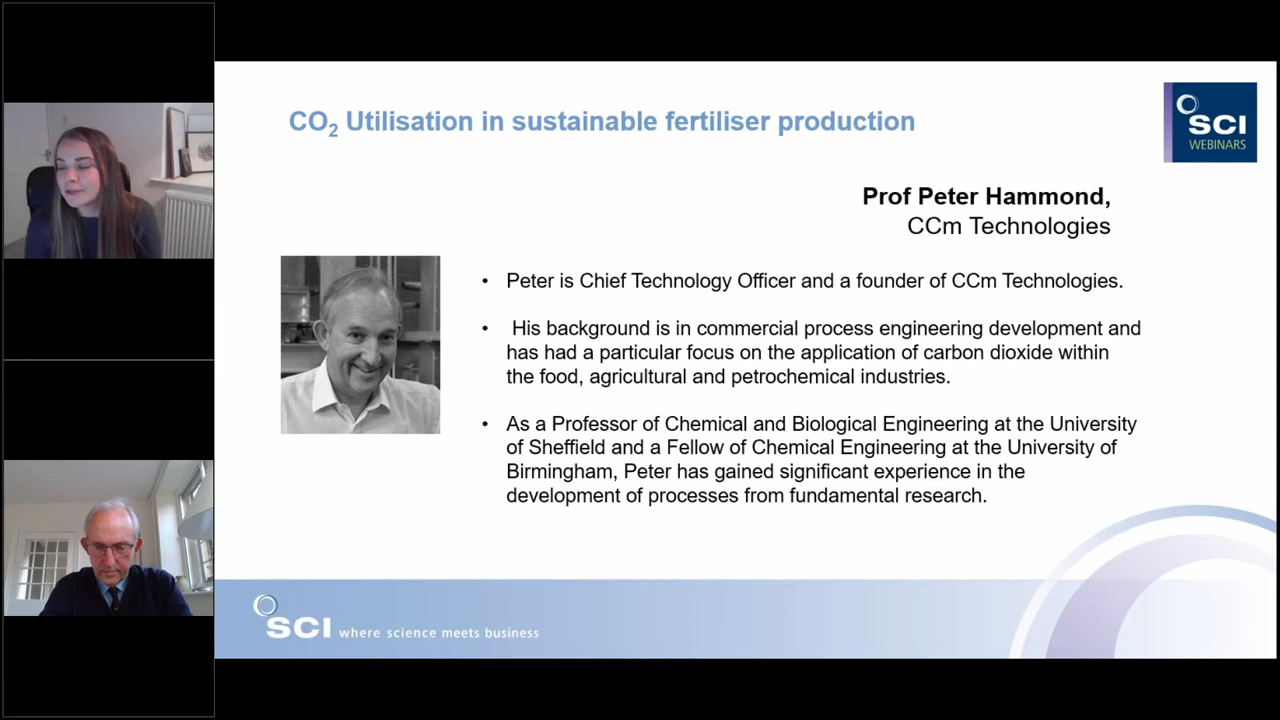 CO2 Utilisation in sustainable fertiliser production
SCI
WEBINARS
Prof Peter Hammond,
CCm Technologies
• Peter is Chief Technology Officer and a founder of CCm Technologies.
• His background is in commercial process engineering development and
has had a particular focus on the application of carbon dioxide within
the food, agricultural and petrochemical industries.
• As a Professor of Chemical and Biological Engineering at the University
of Sheffield and a Fellow of Chemical Engineering at the University of
Birmingham, Peter has gained significant experience in the
development of processes from fundamental research.
SCI where science meets business